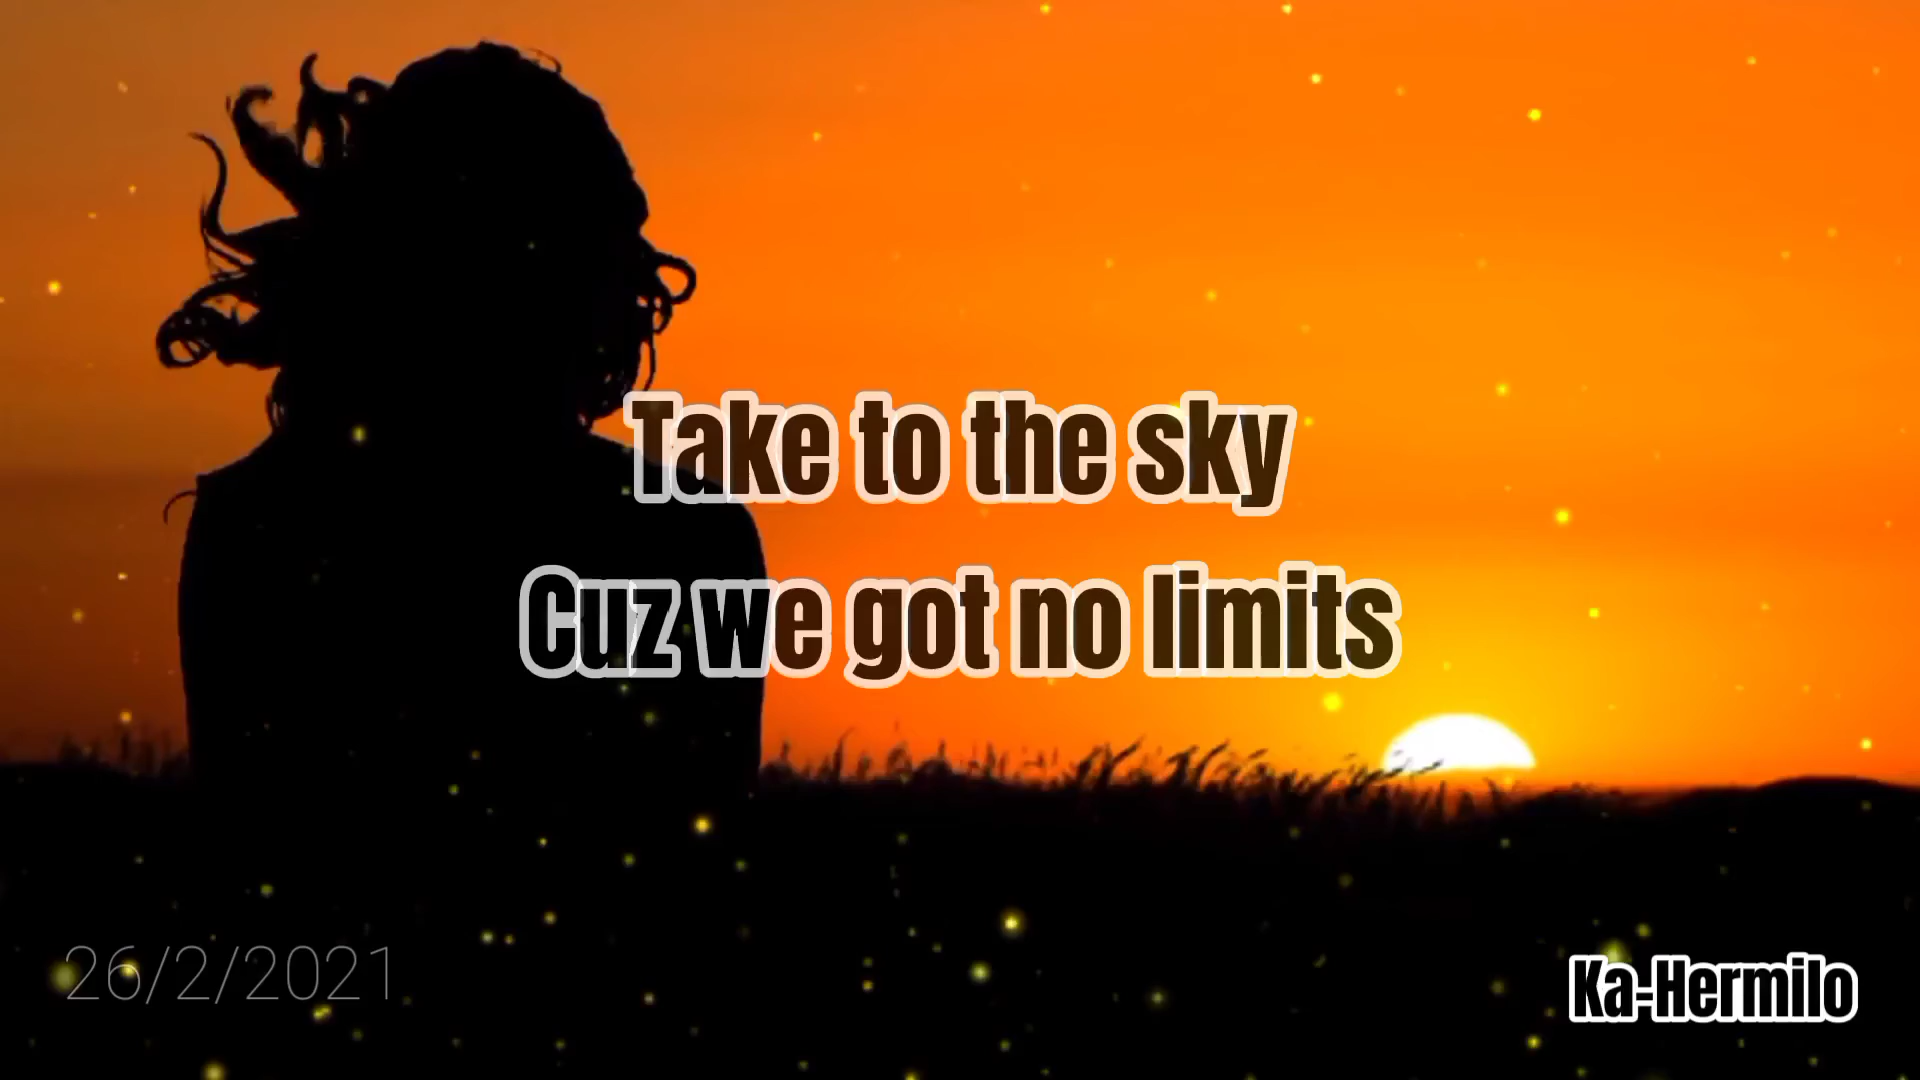 Take to the sky
Cuz we got no limits
26/2/2021
Ka-Hermilo